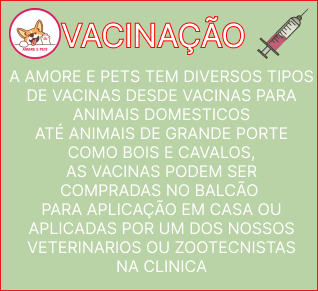 VACINAÇÃO
AMORE E PETS
A AMORE E PETS TEM DIVERSOS TIPOS
DE VACINAS DESDE VACINAS PARA
ANIMAIS DOMESTICOS
ATÉ ANIMAIS DE GRANDE PORTE
COMO BOIS E CAVALOS,
AS VACINAS PODEM SER
COMPRADAS NO BALCÃO
PARA APLICAÇÃO EM CASA OU
APLICADAS POR UM DOS NOSSOS
VETERINARIOS OU ZOOTECNISTAS
NA CLINICA